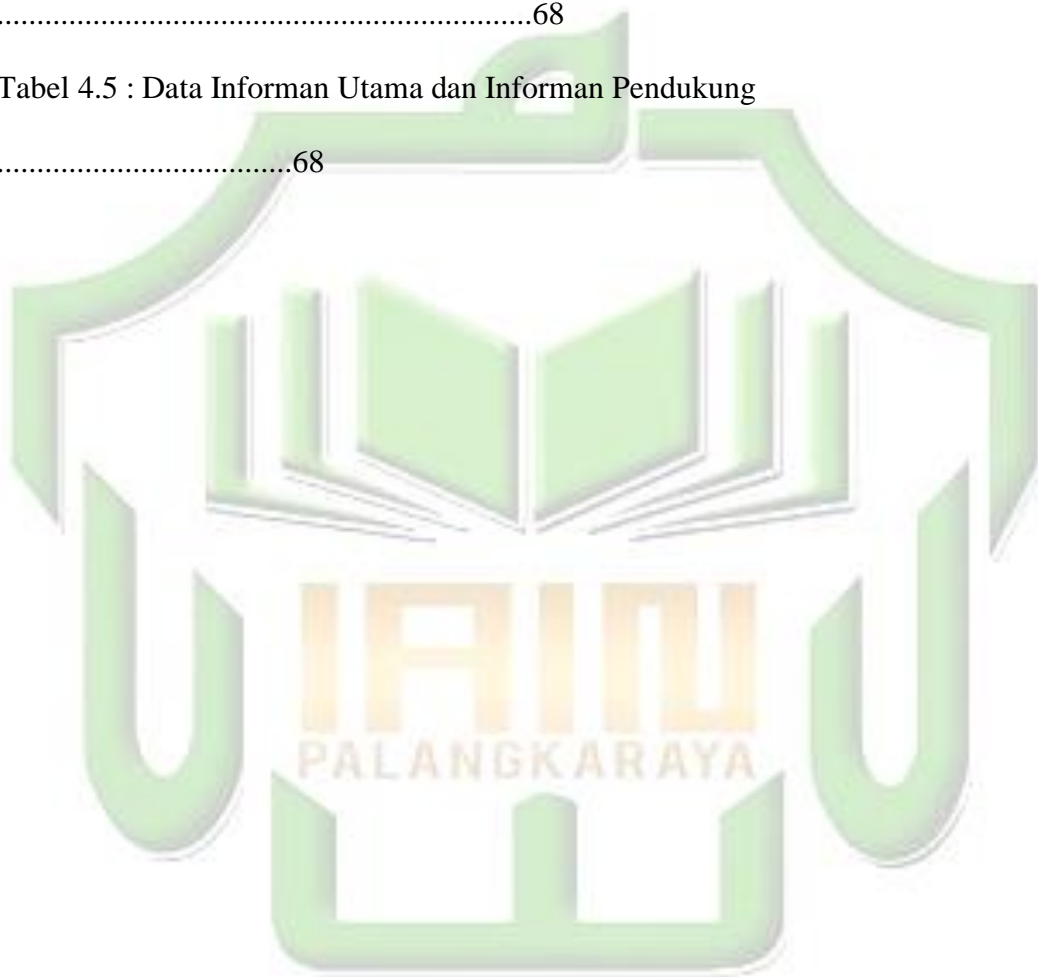 ....................................................................68
Tabel 4.5 : Data Informan Utama dan Informan Pendukung
....................................68
IAIN
PALANGKARAYA